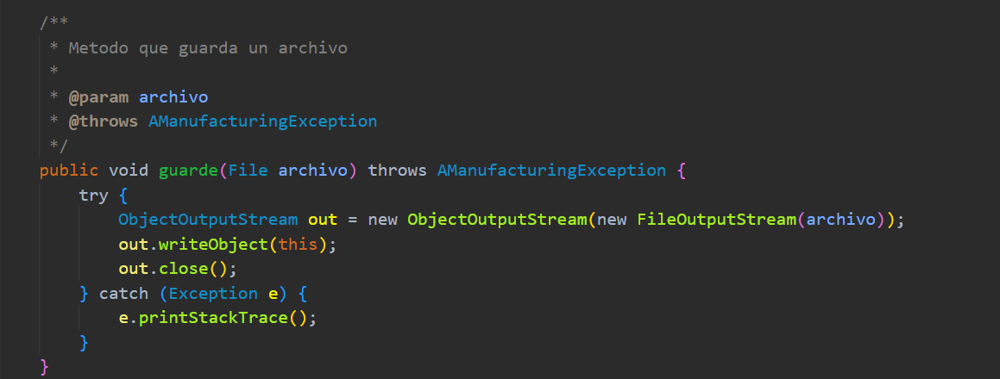 /**
 * Metodo que guarda un archivo
 *
 * @param archivo
 * @throws AManufacturingException
 */
public void guarde(File archivo) throws AManufacturingException {
    try {
        ObjectOutputStream out = new ObjectOutputStream(new FileOutputStream(archivo));
        out.writeObject(this);
        out.close();
    } catch (Exception e) {
        e.printStackTrace();
    }
}